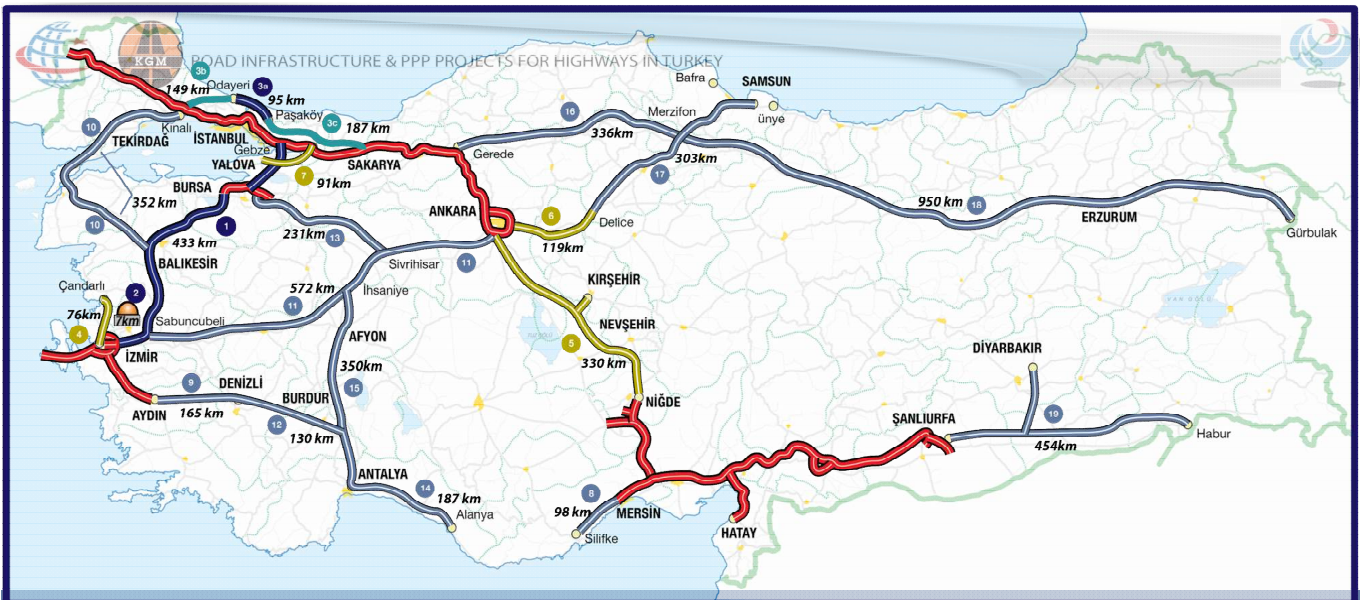 KGM
ROAD INFRASTRUCTURE & PPP PROJECTS FOR HIGHWAYS IN TURKEY
3b
149 km
Odayeri
3a
95 km
Paşaköy
Kınalı
3c
187 km
10
TEKİRDAĞ
İSTANBUL
Gebze
YALOVA
7
91km
SAKARYA
BURSA
352 km
10
1
433 km
BALIKESİR
231km
13
Bafra
SAMSUN
ünye
16
336km
Merzifon
Gerede
303km
17
ANKARA
6
119km
Delice
950 km
18
ERZURUM
Gürbulak
Sivrihisar
11
572 km
İhsaniye
11
Çandarlı
2
76km
7km
Sabuncubeli
4
İZMİR
KIRŞEHİR
NEVŞEHİR
5
330 km
AFYON
350km
15
VAN GÖLÜ
DİYARBAKIR
9
DENİZLİ
165 km
AYDIN
BURDUR
12
130 km
NİĞDE
ŞANLIURFA
19
454km
Habur
ANTALYA
14
187 km
Alanya
8
98 km
MERSİN
Silifke
HATAY